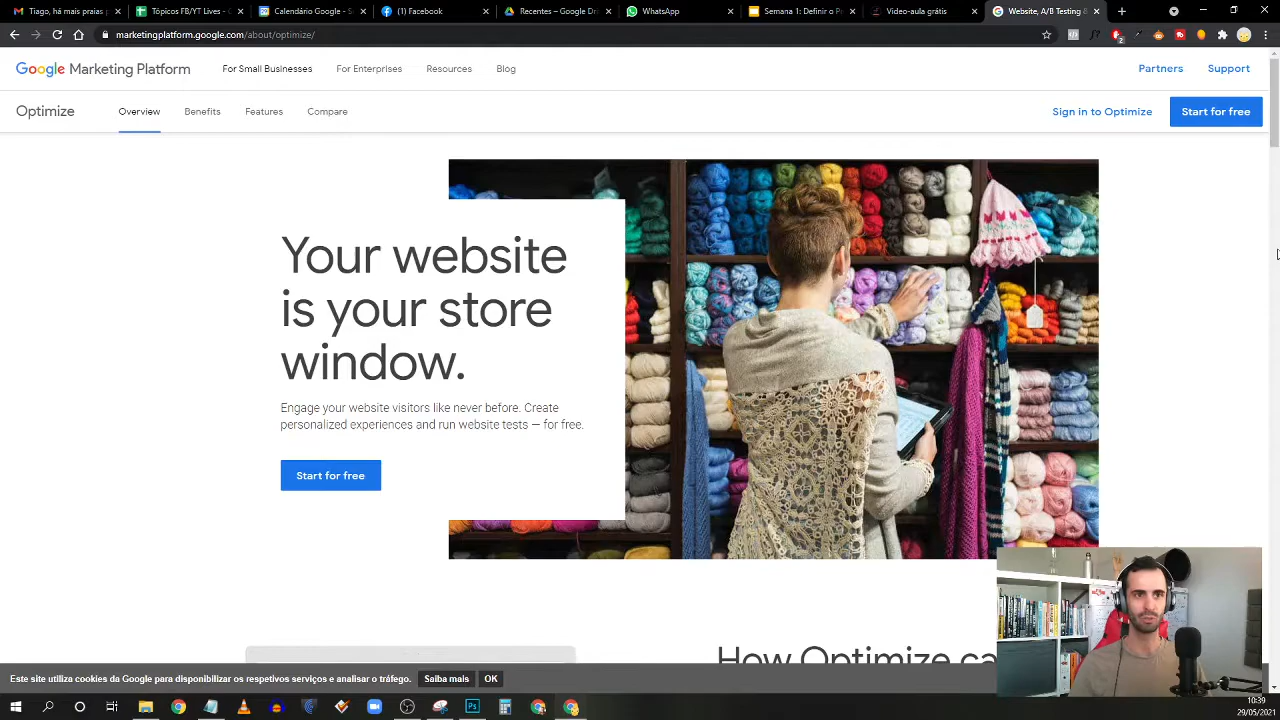 Tiago, há mais praias p
Tópicos FB/YT Lives - G
Calendário Google - S
(1) Facebook
Recentes – Google Dri
WhatsApp
Semana 1: Definir o P
Video-aula grátis
Website, A/B Testing &
marketingplatform.google.com/about/optimize/
Google Marketing Platform
For Small Businesses
For Enterprises
Resources
Blog
Partners
Support
Optimize
Overview
Benefits
Features
Compare
Sign in to Optimize
Start for free
Your website
is your store
window.
Engage your website visitors like never before. Create
personalized experiences and run website tests — for free.
Start for free
How Optimize ca
Este site utiliza cookies da Google para disponibilizar os respetivos serviços e analisar o tráfego.
Saiba mais
OK
10:39
29/05/2021